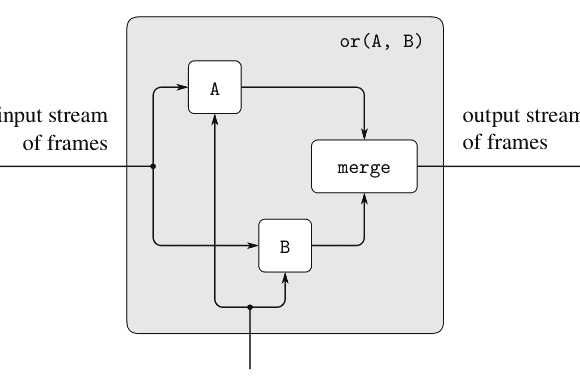 or(A, B)
A
input stream
of frames
output stream
of frames
merge
B